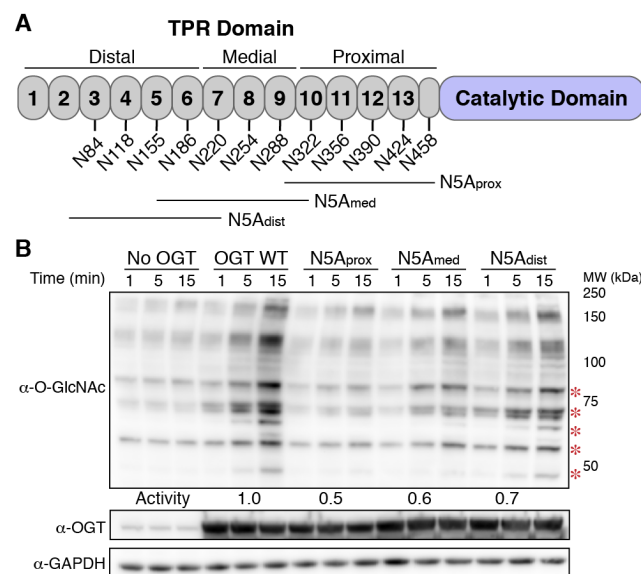 A
TPR Domain
Distal Medial Proximal
1 2 3 4 5 6 7 8 9 10 11 12 13 Catalytic Domain
N84 N118 N155 N186 N220 N254 N288 N322 N356 N390 N424 N458
N5Aprox
N5Amed
N5Adist
B
No OGT OGT WT N5Aprox N5Amed N5Adist
Time (min) 1 5 15 1 5 15 1 5 15 1 5 15 1 5 15 MW (kDa)
250
150
100
α-O-GlcNAc
75
*
*
*
*
50
*
Activity 1.0 0.5 0.6 0.7
α-OGT
α-GAPDH